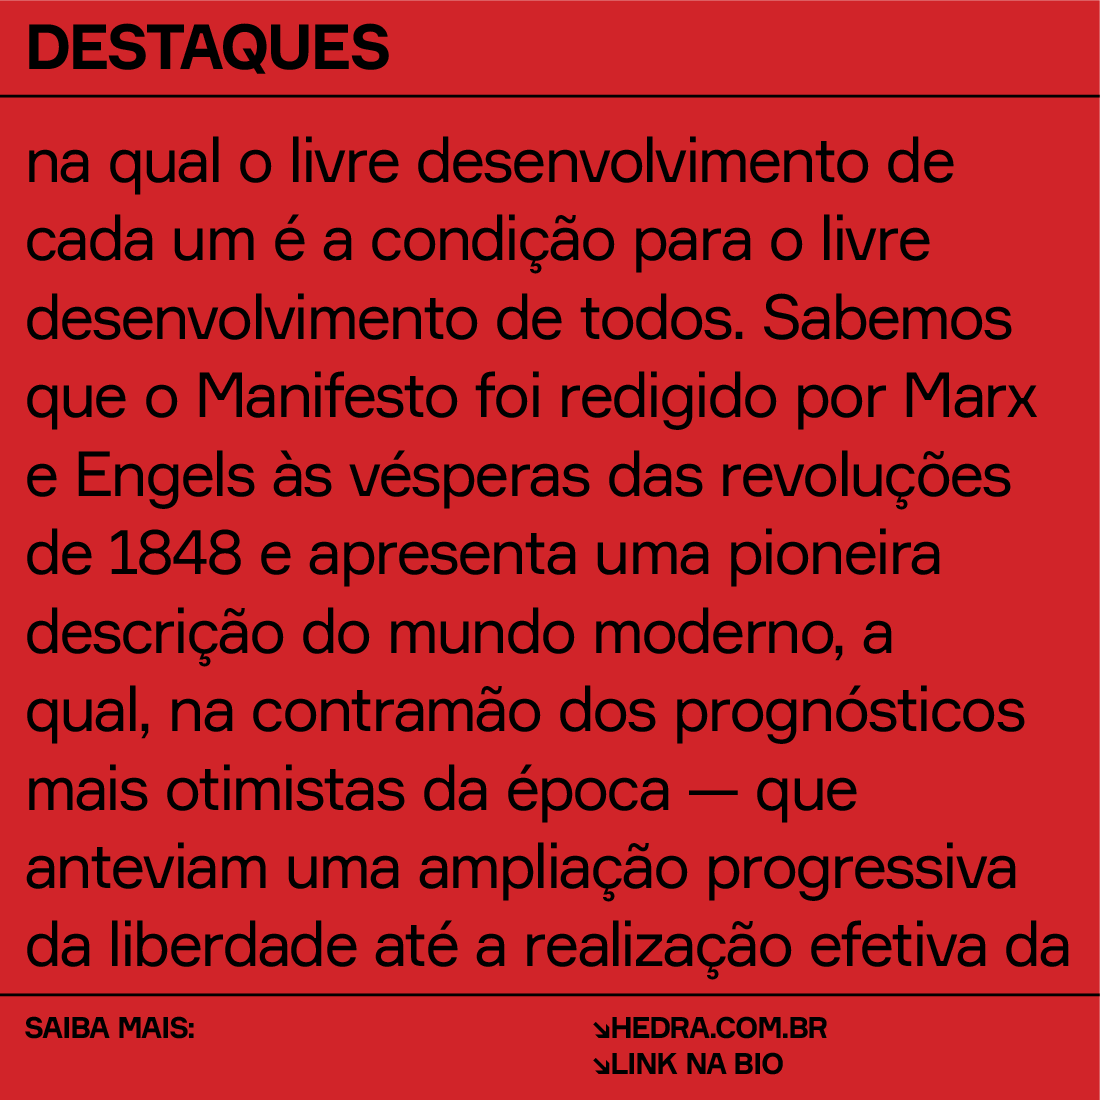 DESTAQUES
na qual o livre desenvolvimento de
cada um é a condição para o livre
desenvolvimento de todos. Sabemos
que o Manifesto foi redigido por Marx
e Engels às vésperas das revoluções
de 1848 e apresenta uma pioneira
descrição do mundo moderno, a
qual, na contramão dos prognósticos
mais otimistas da época — que
anteviam uma ampliação progressiva
da liberdade até a realização efetiva da
SAIBA MAIS:
↘HEDRA.COM.BR
↘LINK NA BIO